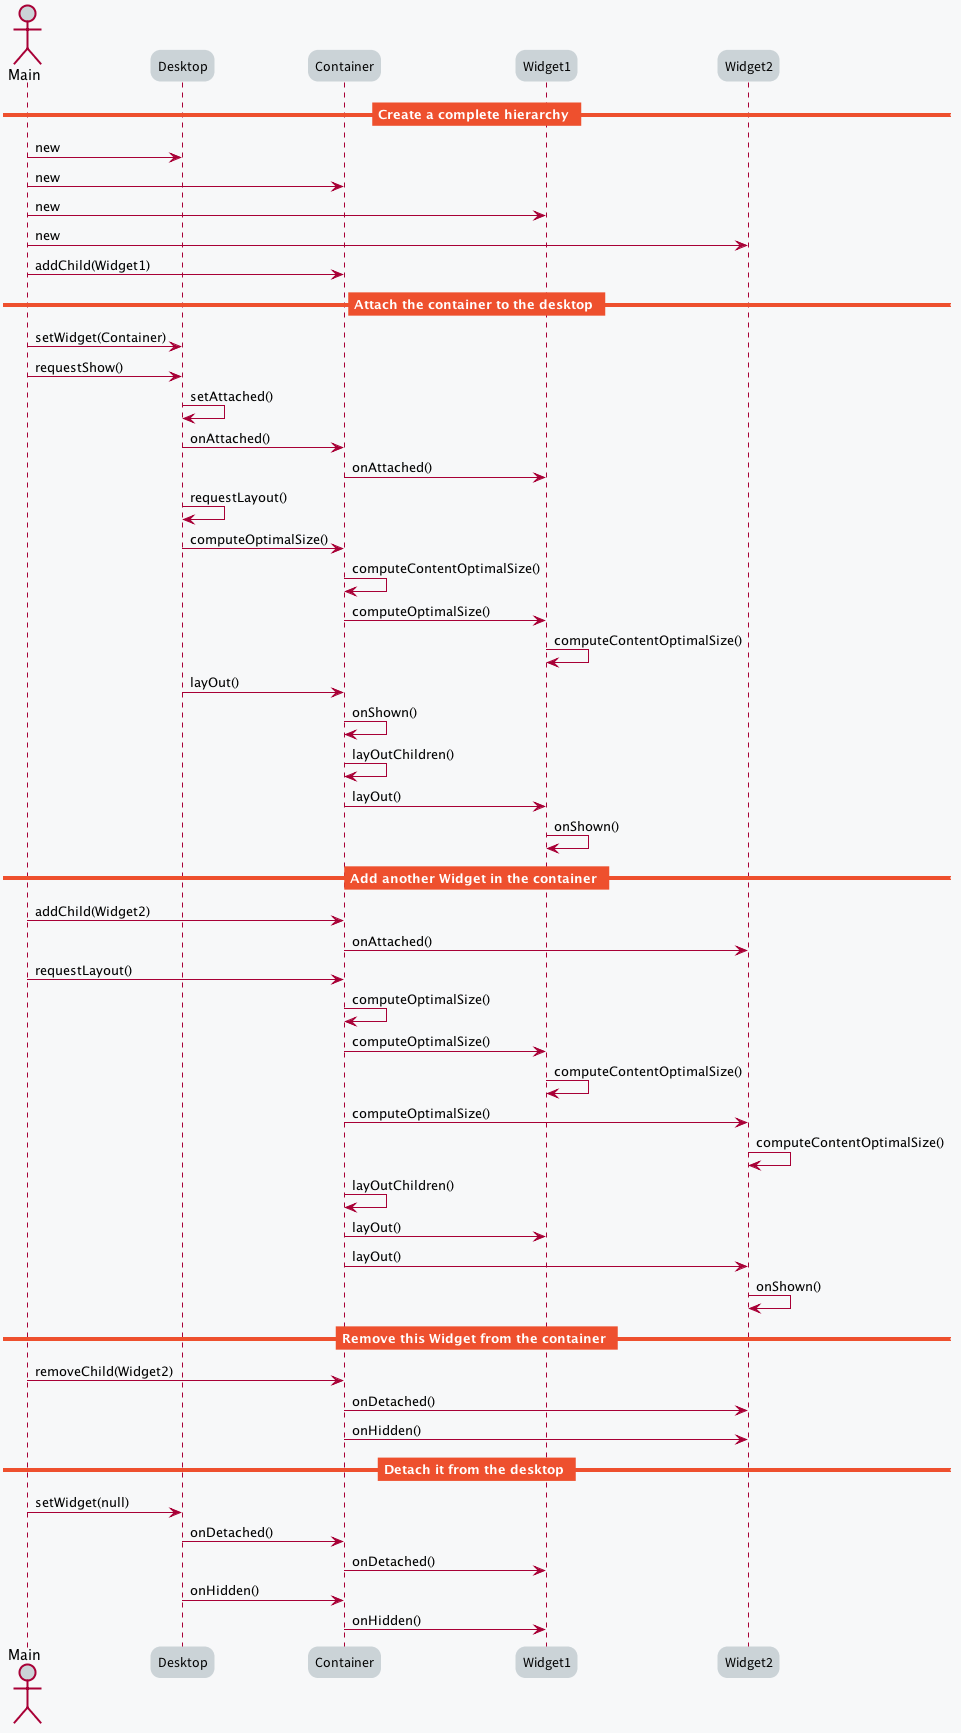 Main
Desktop
Container
Widget1
Widget2
Create a complete hierarchy
new
new
new
new
addChild(Widget1)
Attach the container to the desktop
setWidget(Container)
requestShow()
setAttached()
onAttached()
onAttached()
requestLayout()
computeOptimalSize()
computeContentOptimalSize()
computeOptimalSize()
computeContentOptimalSize()
layOut()
onShown()
layOutChildren()
layOut()
onShown()
Add another Widget in the container
addChild(Widget2)
onAttached()
requestLayout()
computeOptimalSize()
computeOptimalSize()
computeContentOptimalSize()
computeOptimalSize()
computeContentOptimalSize()
layOutChildren()
layOut()
layOut()
onShown()
Remove this Widget from the container
removeChild(Widget2)
onDetached()
onHidden()
Detach it from the desktop
setWidget(null)
onDetached()
onDetached()
onHidden()
onHidden()
Main
Desktop
Container
Widget1
Widget2